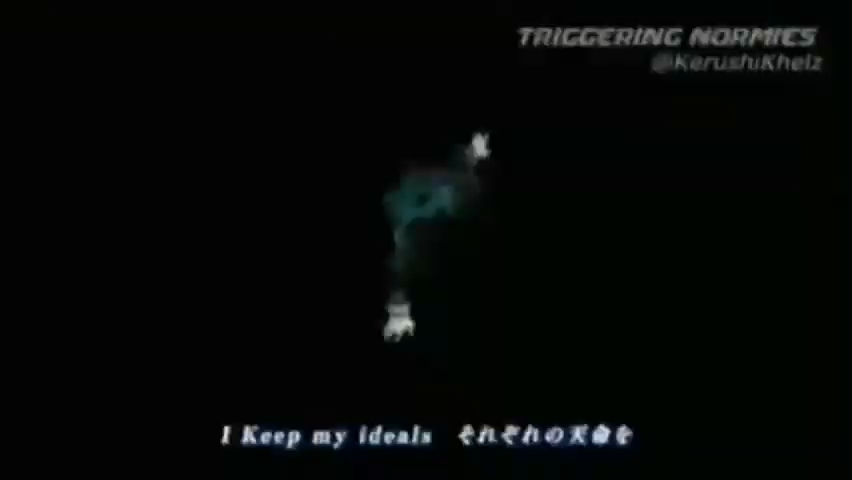 TRIGGERING NORMIES
@KerushiKhelz
I Keep my ideals それぞれの天命を